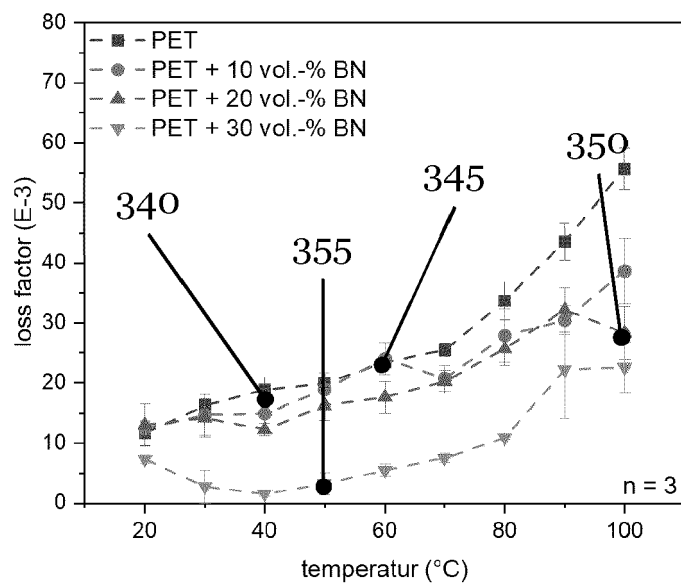 80
70
60
50
40
30
20
10
0
loss factor (E-3)
PET
PET + 10 vol.-% BN
PET + 20 vol.-% BN
PET + 30 vol.-% BN
340
355
345
350
n = 3
20
40
60
80
100
temperatur (°C)